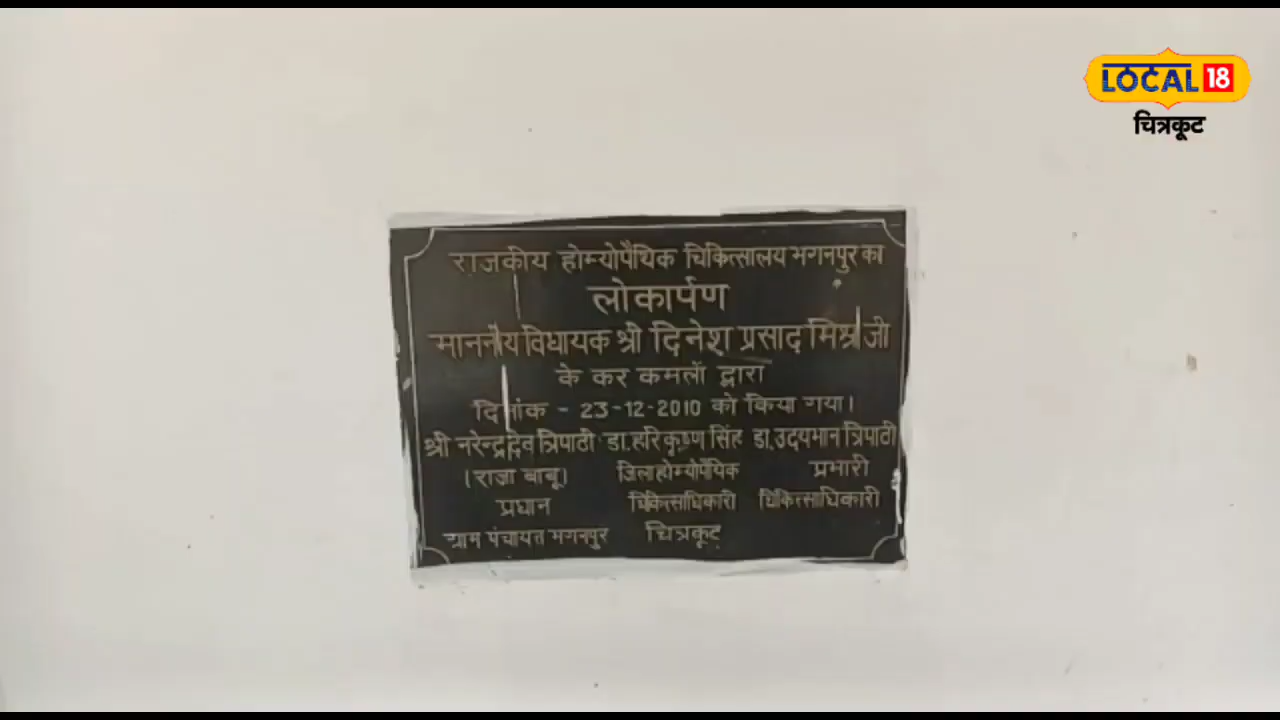 LOCAL 18
चित्रकूट
राजकीय होम्योपैथिक चिकित्सालय भगनपुर का
लोकार्पण
माननीय विधायक श्री दिनेश प्रसाद मिश्र जी
के कर कमलों द्वारा
दिनांक - 23-12-2010 को किया गया।
श्री नरेन्द्रदेव त्रिपाठी डा.हरिकृष्ण सिंह डा.उदयभान त्रिपाठी
(राजा बाबू) जिलाहोम्योपैथिक प्रभारी
प्रधान चिकित्साधिकारी चिकित्साधिकारी
ग्राम पंचायत भगनपुर चित्रकूट